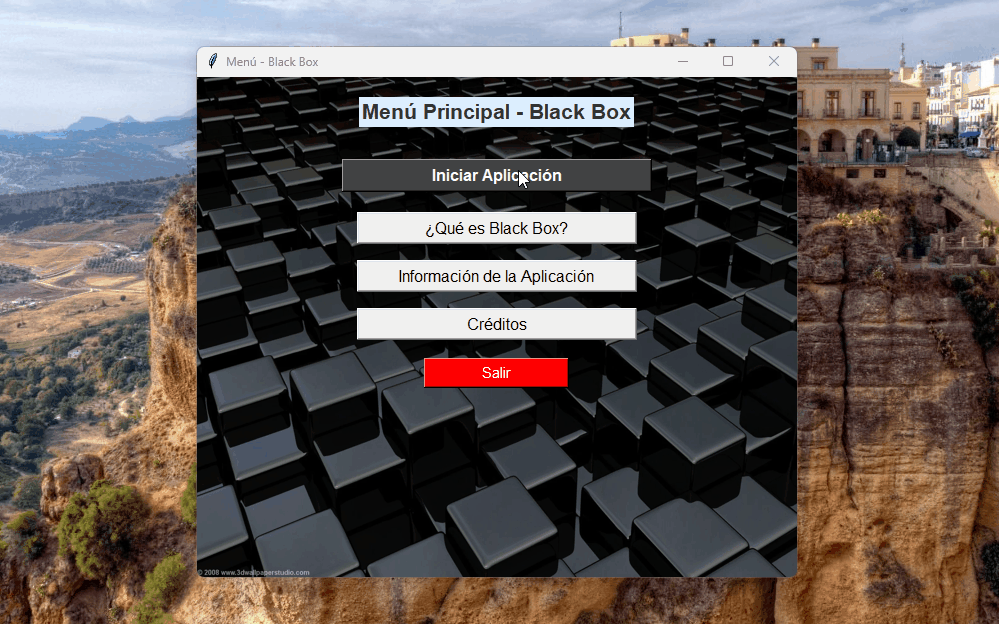 Menú - Black Box
Menú Principal - Black Box
Iniciar Aplicación
¿Qué es Black Box?
Información de la Aplicación
Créditos
Salir
© 2008 www.3dwallpaperstudio.com